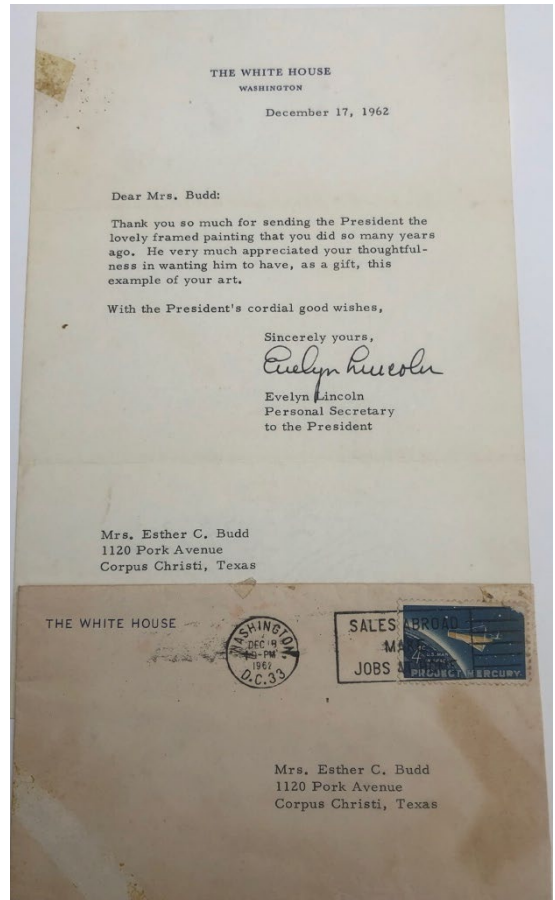 THE WHITE HOUSE
WASHINGTON
December 17, 1962
Dear Mrs. Budd:
Thank you so much for sending the President the
lovely framed painting that you did so many years
ago. He very much appreciated your thoughtful-
ness in wanting him to have, as a gift, this
example of your art.
With the President's cordial good wishes,
Sincerely yours,
Evelyn Lincoln
Evelyn Lincoln
Personal Secretary
to the President
Mrs. Esther C. Budd
1120 Pork Avenue
Corpus Christi, Texas
THE WHITE HOUSE
WASHINGTON
DEC 18
PM
1962
D.C. 33
SALES ABROAD
MAKE
JOBS
4¢
PROJECT MERCURY
Mrs. Esther C. Budd
1120 Pork Avenue
Corpus Christi, Texas